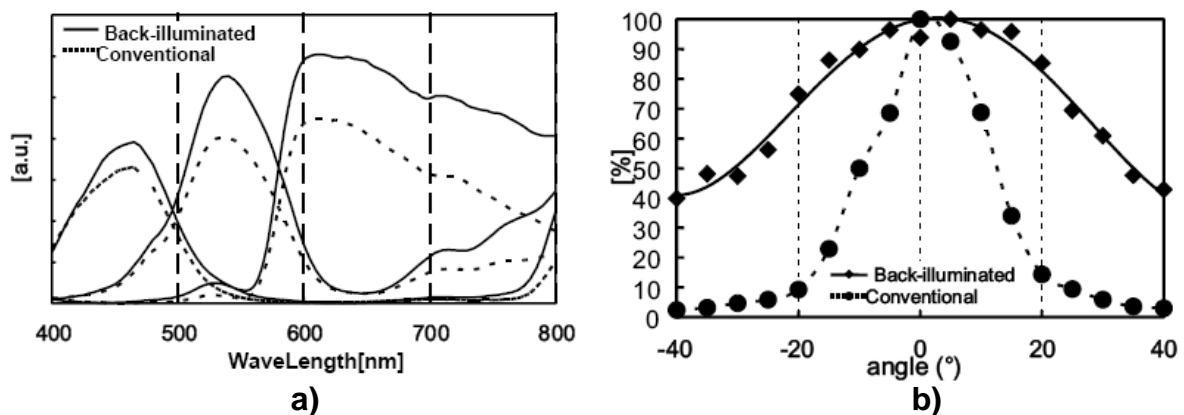 Back-illuminated
Conventional
[a.u.]
400 500 600 700 800
WaveLength[nm]
a)
100
90
80
70
60
50
40
30
20
10
0
[%]
Back-illuminated
Conventional
-40 -20 0 20 40
angle (°)
b)